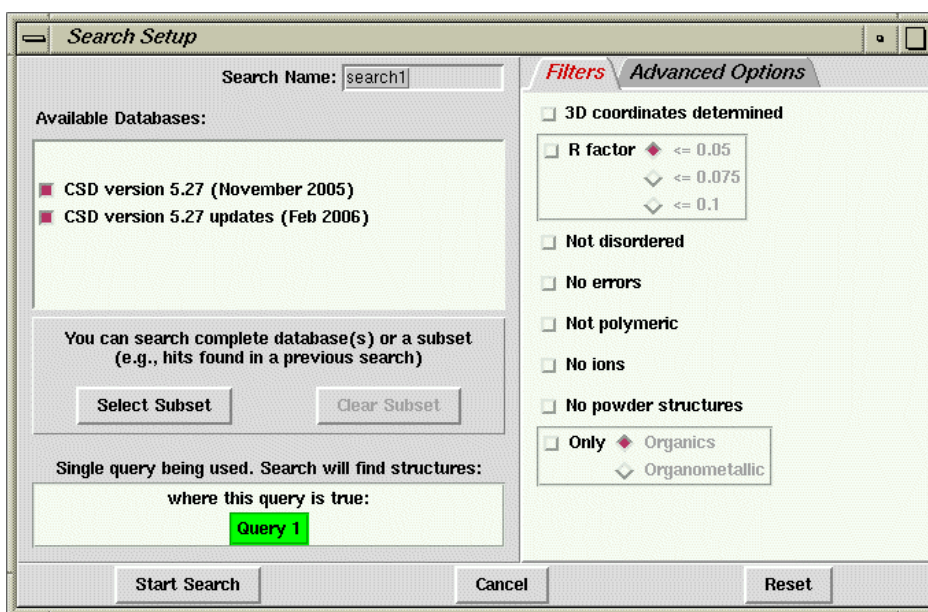 Search Setup
Search Name: search1
Available Databases:
CSD version 5.27 (November 2005)
CSD version 5.27 updates (Feb 2006)
You can search complete database(s) or a subset
(e.g., hits found in a previous search)
Select Subset
Clear Subset
Single query being used. Search will find structures:
where this query is true:
Query 1
Filters
Advanced Options
3D coordinates determined
R factor <= 0.05
<= 0.075
<= 0.1
Not disordered
No errors
Not polymeric
No ions
No powder structures
Only Organics
Organometallic
Start Search
Cancel
Reset